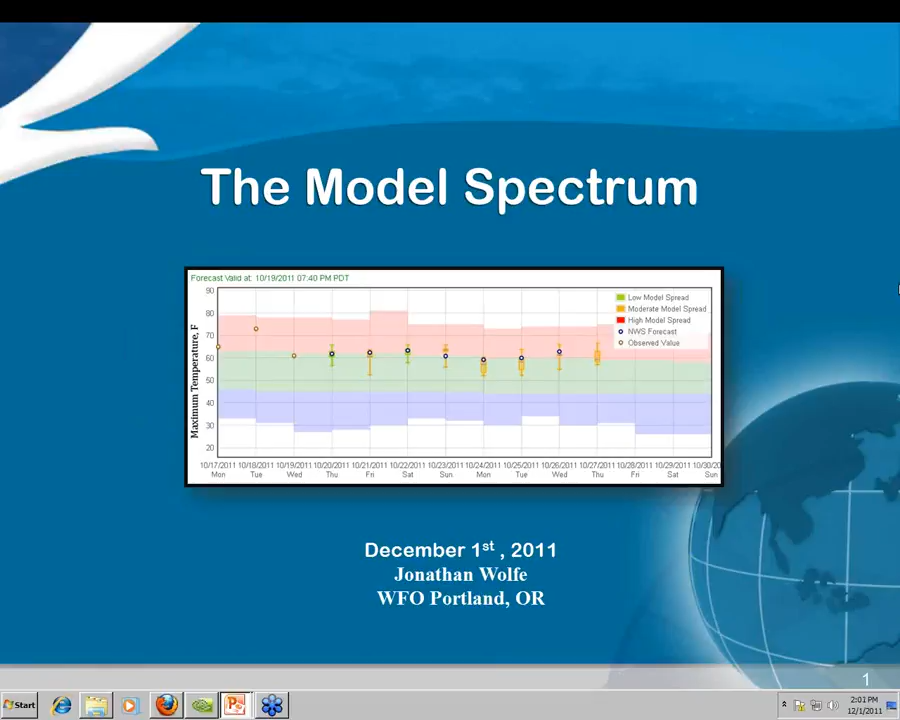 The Model Spectrum
Forecast Valid at: 10/19/2011 07:40 PM PDT
Maximum Temperature, F
90
80
70
60
50
40
30
20
Low Model Spread
Moderate Model Spread
High Model Spread
NWS Forecast
Observed Value
10/17/2011 10/18/2011 10/19/2011 10/20/2011 10/21/2011 10/22/2011 10/23/2011 10/24/2011 10/25/2011 10/26/2011 10/27/2011 10/28/2011 10/29/2011 10/30/20
Mon Tue Wed Thu Fri Sat Sun Mon Tue Wed Thu Fri Sat Sun
December 1st , 2011
Jonathan Wolfe
WFO Portland, OR
1
Start
2:01 PM
12/1/2011